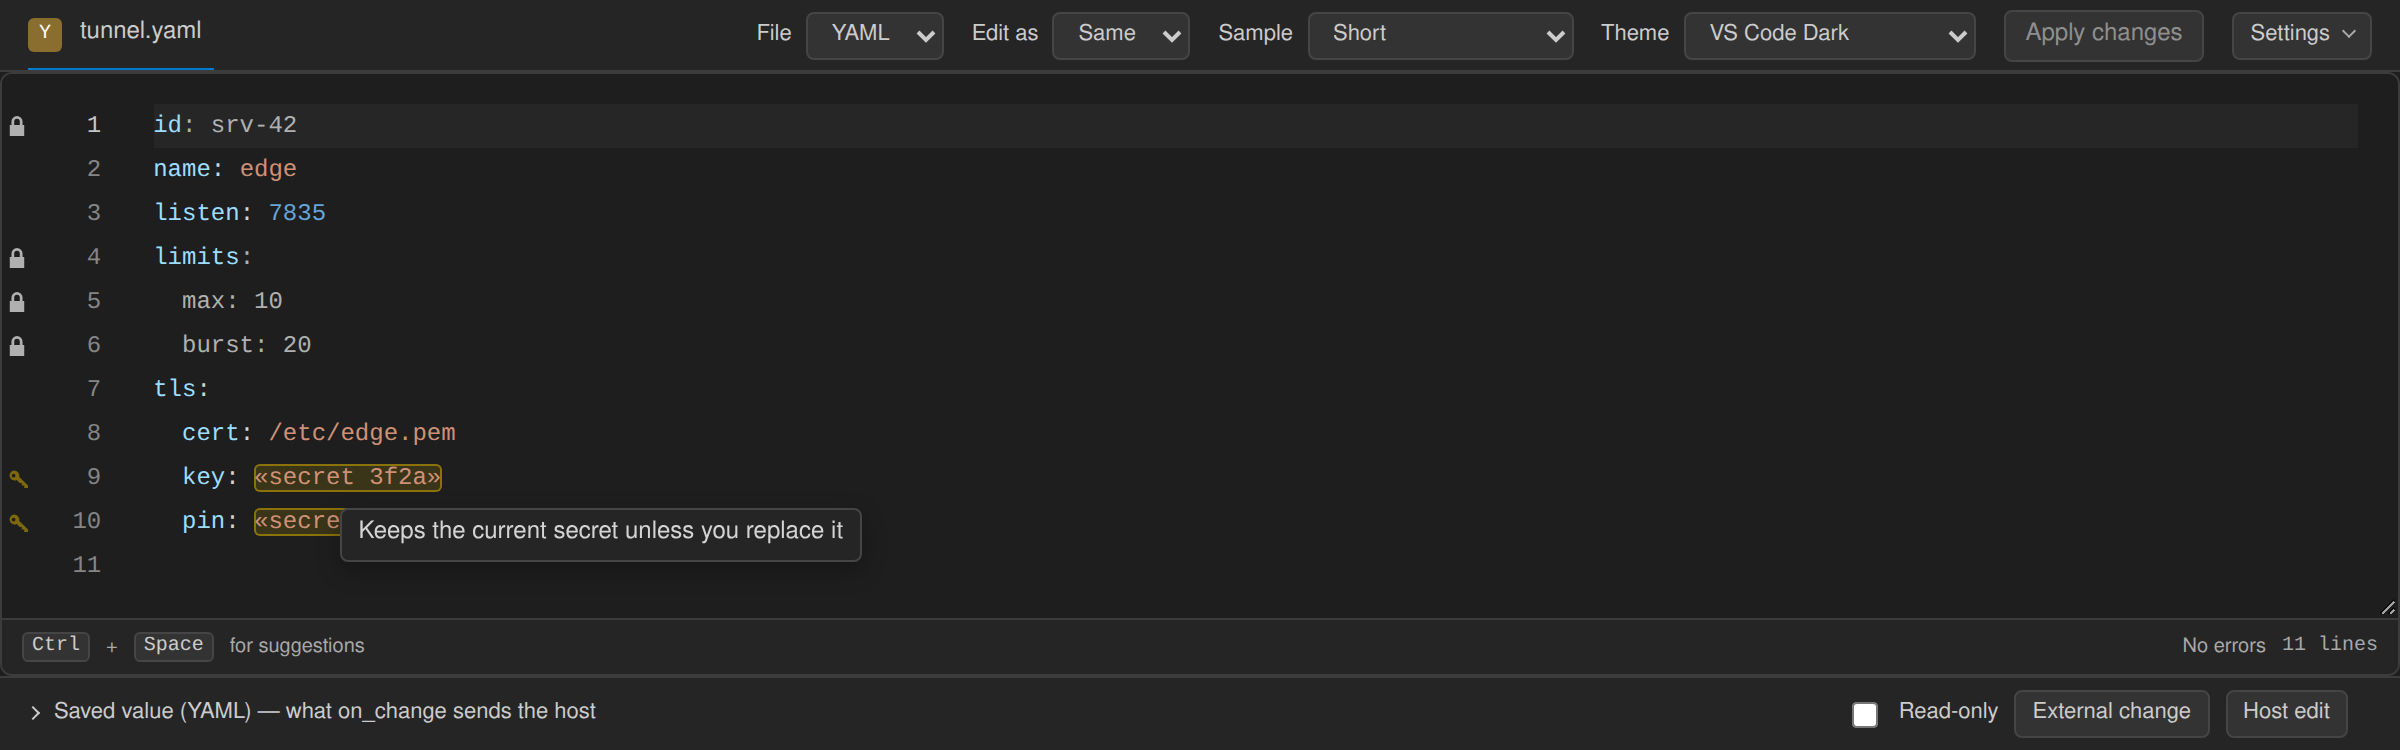 Y tunnel.yaml File YAML Edit as Same Sample Short Theme VS Code Dark Apply changes Settings
1 id: srv-42
2 name: edge
3 listen: 7835
4 limits:
5 max: 10
6 burst: 20
7 tls:
8 cert: /etc/edge.pem
9 key: «secret 3f2a»
10 pin: «secre
Keeps the current secret unless you replace it
11
Ctrl + Space for suggestions No errors 11 lines
Saved value (YAML) — what on_change sends the host Read-only External change Host edit